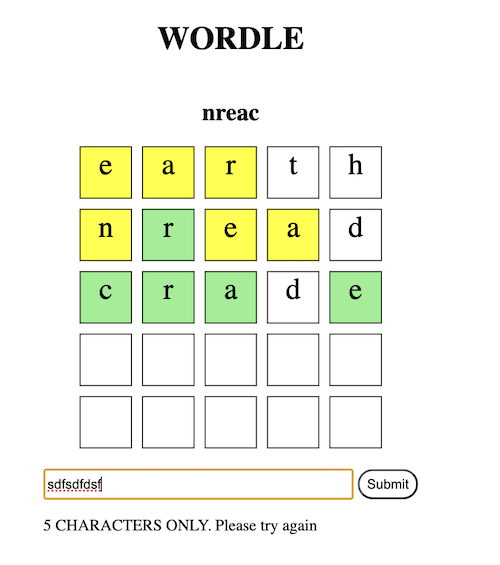 WORDLE
nreac
e a r t h
n r e a d
c r a d e
sdfsdfdsf Submit
5 CHARACTERS ONLY. Please try again